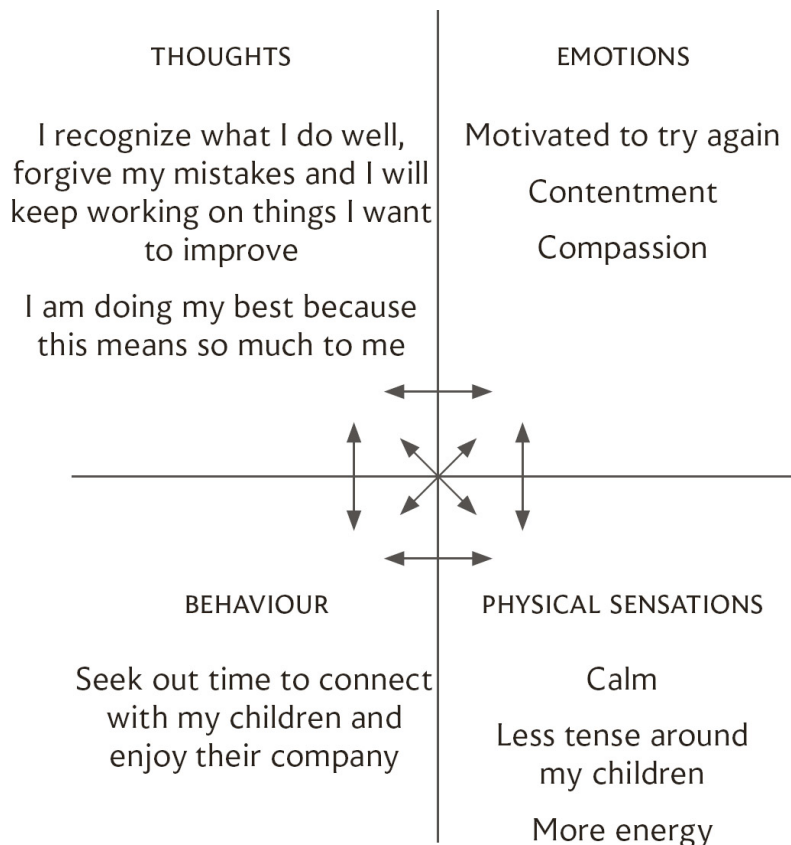 THOUGHTS
I recognize what I do well,
forgive my mistakes and I will
keep working on things I want
to improve
I am doing my best because
this means so much to me
EMOTIONS
Motivated to try again
Contentment
Compassion
BEHAVIOUR
Seek out time to connect
with my children and
enjoy their company
PHYSICAL SENSATIONS
Calm
Less tense around
my children
More energy